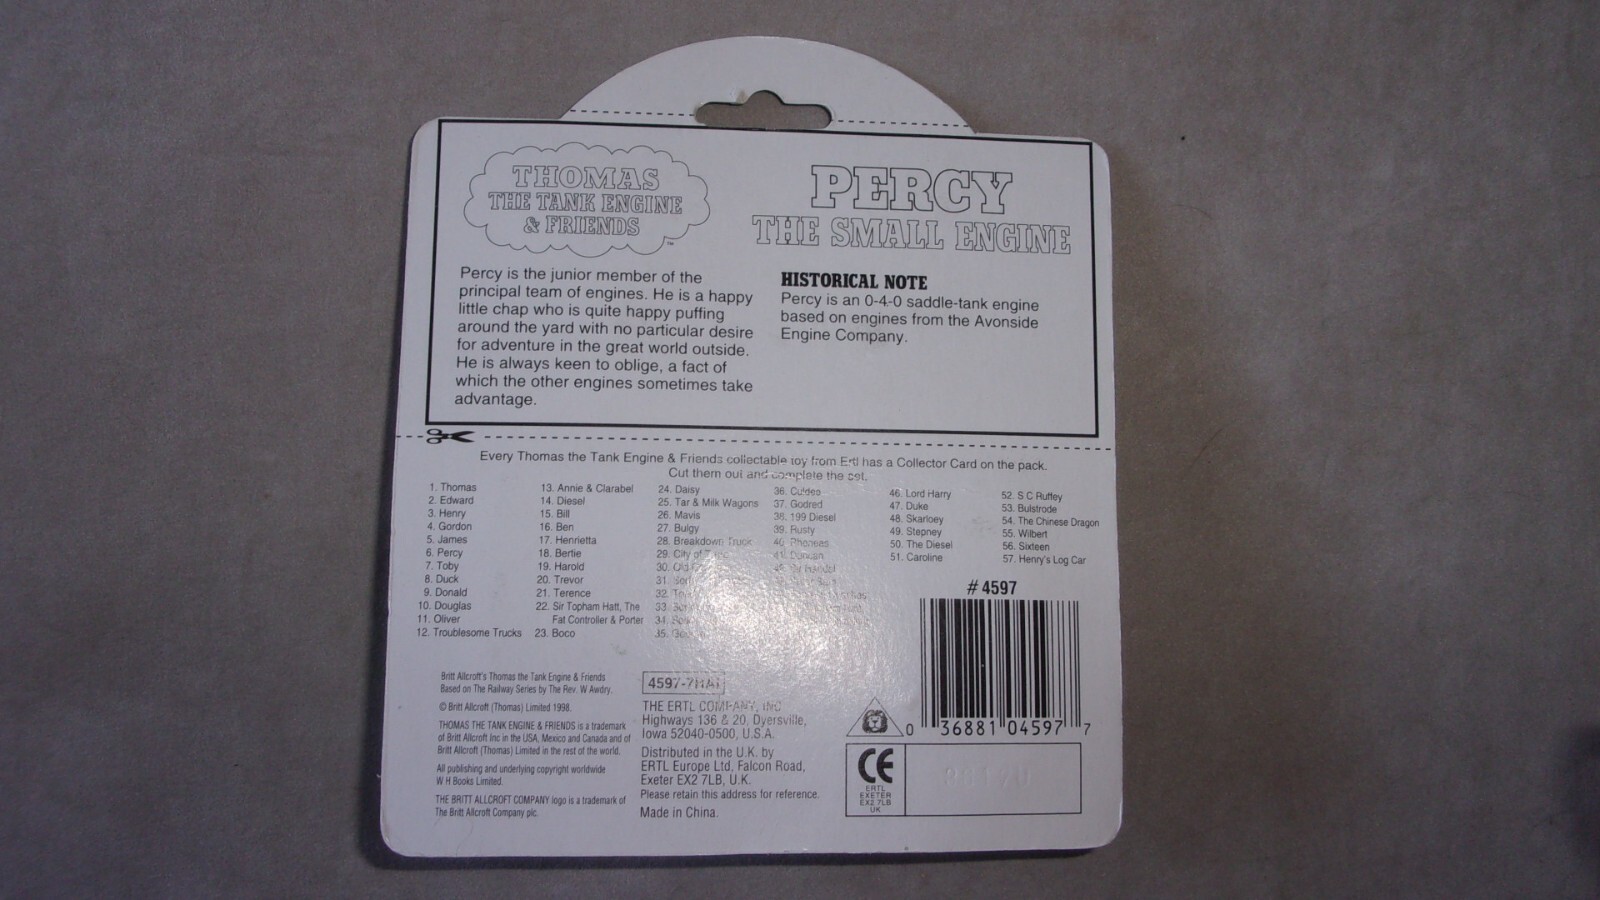 THOMAS
THE TANK ENGINE
& FRIENDS
™
Percy is the junior member of the
principal team of engines. He is a happy
little chap who is quite happy puffing
around the yard with no particular desire
for adventure in the great world outside.
He is always keen to oblige, a fact of
which the other engines sometimes take
advantage.
PERCY
THE SMALL ENGINE
HISTORICAL NOTE
Percy is an 0-4-0 saddle-tank engine
based on engines from the Avonside
Engine Company.
Every Thomas the Tank Engine & Friends collectable toy from Ertl has a Collector Card on the pack.
Cut them out and complete the set.
1. Thomas
2. Edward
3. Henry
4. Gordon
5. James
6. Percy
7. Toby
8. Duck
9. Donald
10. Douglas
11. Oliver
12. Troublesome Trucks
13. Annie & Clarabel
14. Diesel
15. Bill
16. Ben
17. Henrietta
18. Bertie
19. Harold
20. Trevor
21. Terence
22. Sir Topham Hatt, The
Fat Controller & Porter
23. Boco
24. Daisy
25. Tar & Milk Wagons
26. Mavis
27. Bulgy
28. Breakdown Truck
29. City of
30. Old
31.
32.
33.
34.
35.
36. Culdee
37. Godred
38. 199 Diesel
39. Rusty
40.
41. Duncan
46. Lord Harry
47. Duke
48. Skarloey
49. Stepney
50. The Diesel
51. Caroline
52. S C Ruffey
53. Bulstrode
54. The Chinese Dragon
55. Wilbert
56. Sixteen
57. Henry's Log Car
# 4597
0 36881 04597 7
Britt Allcroft's Thomas the Tank Engine & Friends
Based on The Railway Series by The Rev. W Awdry.
© Britt Allcroft (Thomas) Limited 1998.
THOMAS THE TANK ENGINE & FRIENDS is a trademark
of Britt Allcroft Inc in the USA, Mexico and Canada and of
Britt Allcroft (Thomas) Limited in the rest of the world.
All publishing and underlying copyright worldwide
W H Books Limited.
THE BRITT ALLCROFT COMPANY logo is a trademark of
The Britt Allcroft Company plc.
THE ERTL COMPANY, INC
Highways 136 & 20, Dyersville,
Iowa 52040-0500, U.S.A.
Distributed in the U.K. by
ERTL Europe Ltd, Falcon Road,
Exeter EX2 7LB, U.K.
Please retain this address for reference.
Made in China.
CE
ERTL
EXETER
EX2 7LB
UK